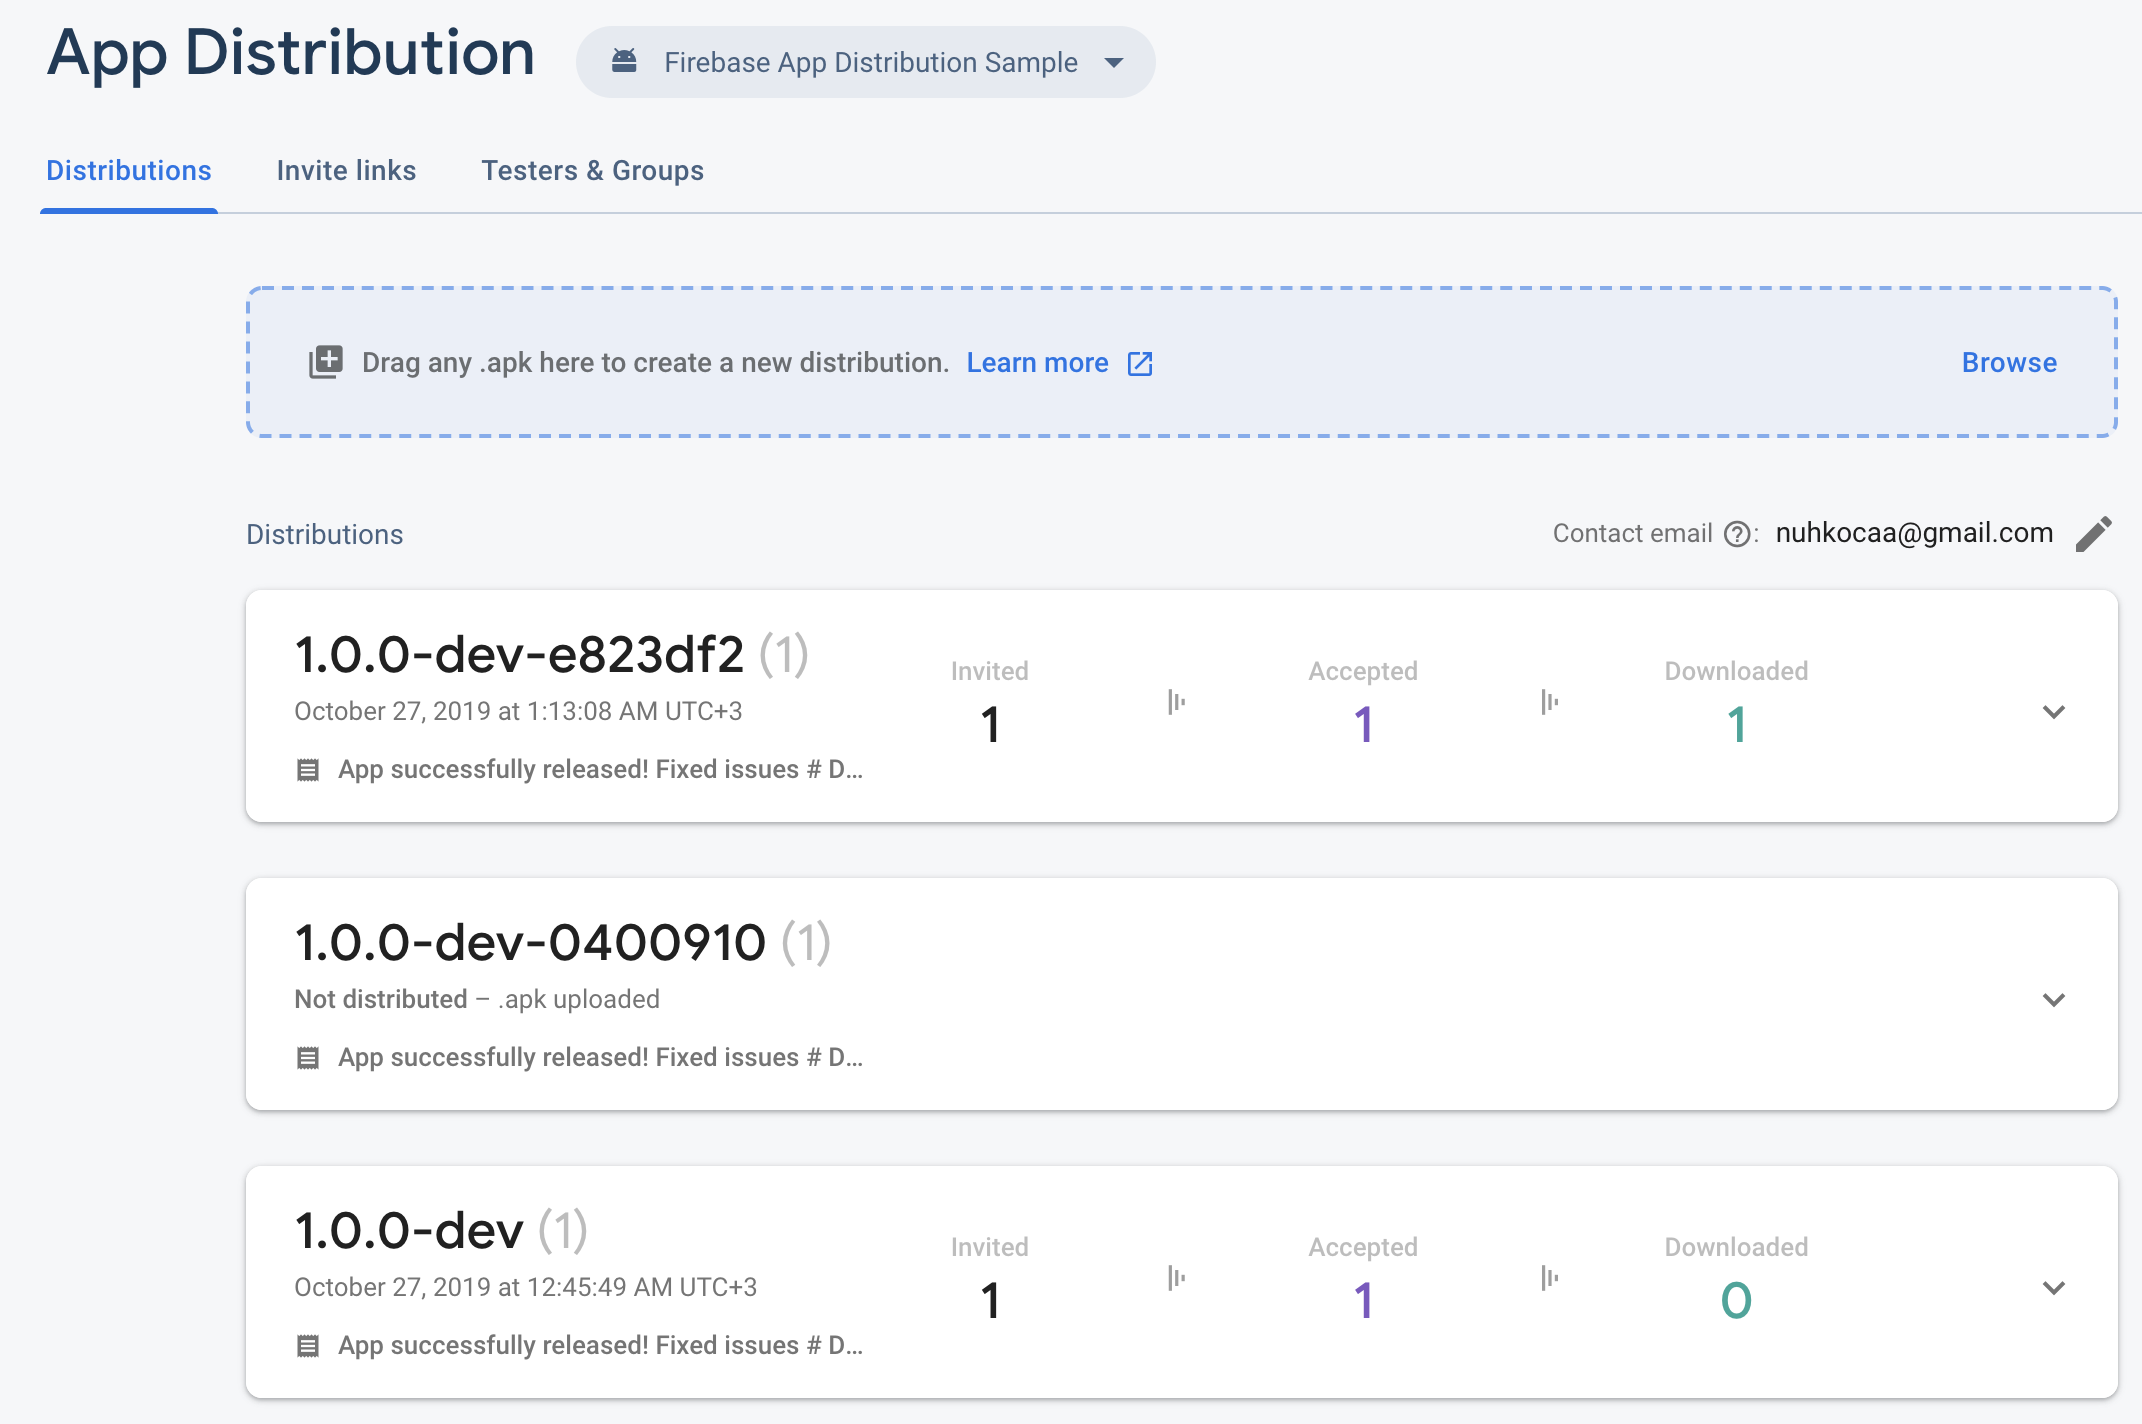 App Distribution
Firebase App Distribution Sample
Distributions
Invite links
Testers & Groups
Drag any .apk here to create a new distribution. Learn more
Browse
Distributions
Contact email ?: nuhkocaa@gmail.com
1.0.0-dev-e823df2 (1)
October 27, 2019 at 1:13:08 AM UTC+3
App successfully released! Fixed issues # D...
Invited
1
Accepted
1
Downloaded
1
1.0.0-dev-0400910 (1)
Not distributed – .apk uploaded
App successfully released! Fixed issues # D...
1.0.0-dev (1)
October 27, 2019 at 12:45:49 AM UTC+3
App successfully released! Fixed issues # D...
Invited
1
Accepted
1
Downloaded
0